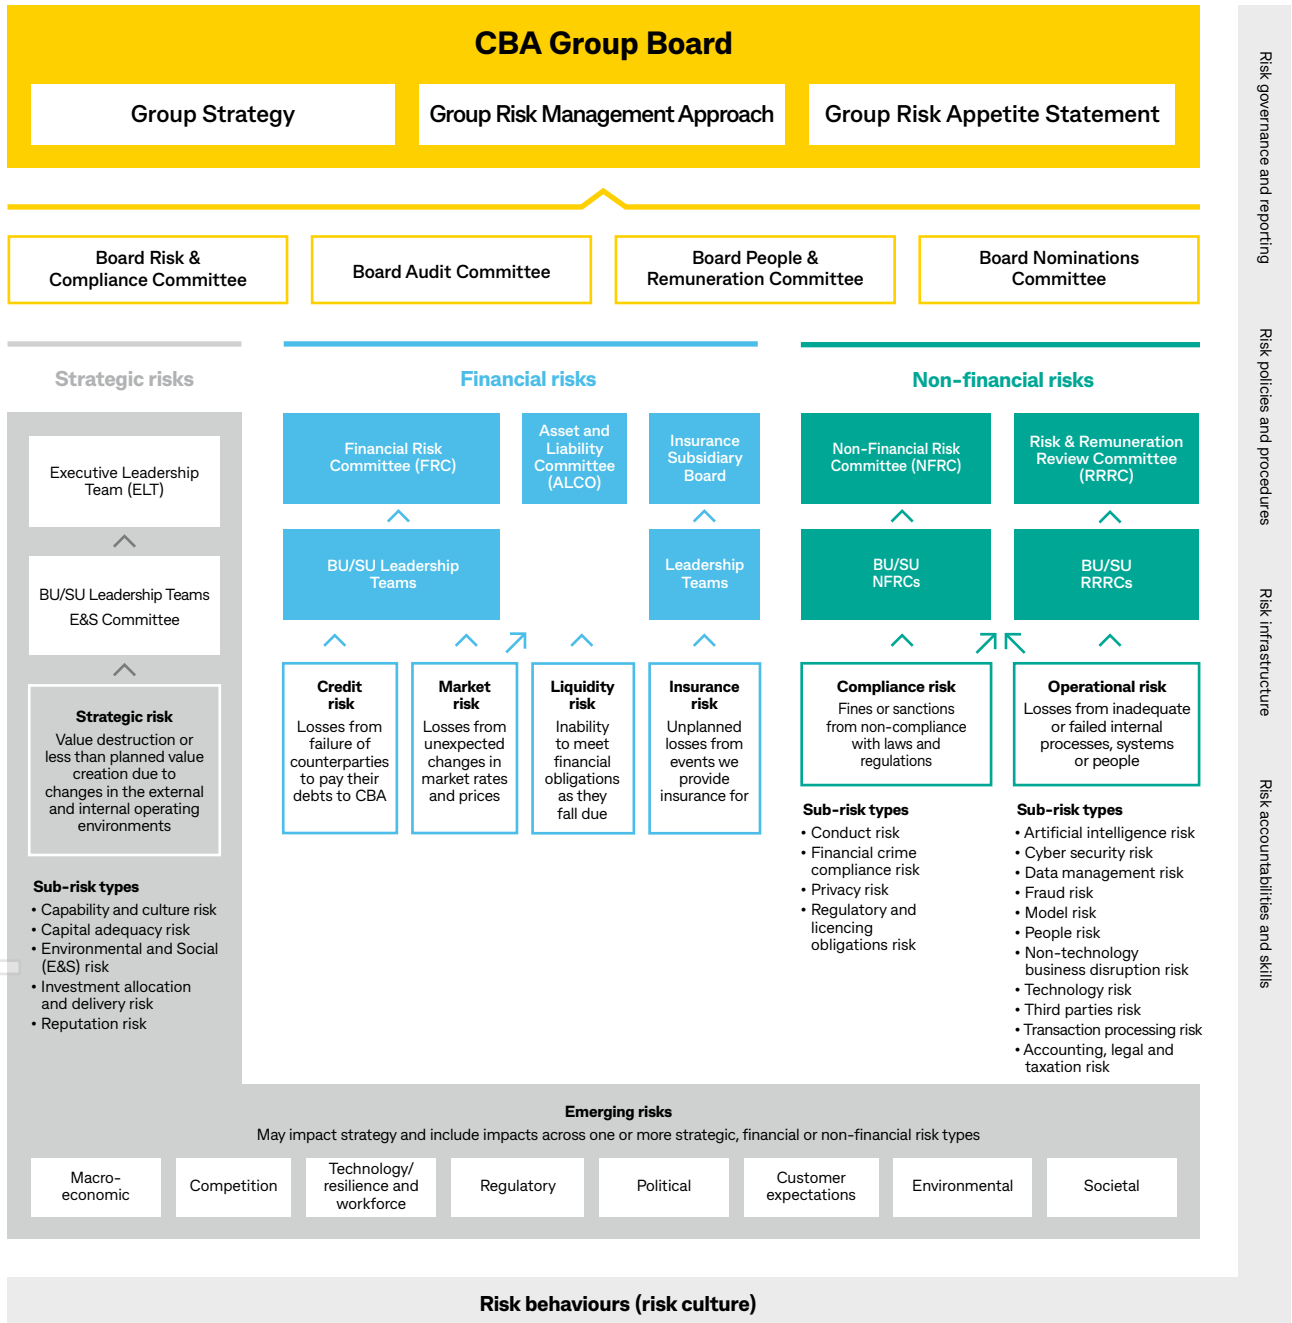 CBA Group Board
Group Strategy
Group Risk Management Approach
Group Risk Appetite Statement
Board Risk &
Compliance Committee
Board Audit Committee
Board People &
Remuneration Committee
Board Nominations
Committee
Strategic risks
Executive Leadership
Team (ELT)
BU/SU Leadership Teams
E&S Committee
Strategic risk
Value destruction or
less than planned value
creation due to
changes in the external
and internal operating
environments
Sub-risk types
• Capability and culture risk
• Capital adequacy risk
• Environmental and Social
(E&S) risk
• Investment allocation
and delivery risk
• Reputation risk
Financial risks
Financial Risk
Committee (FRC)
Asset and
Liability
Committee
(ALCO)
Insurance
Subsidiary
Board
BU/SU Leadership
Teams
Leadership
Teams
Credit
risk
Losses from
failure of
counterparties
to pay their
debts to CBA
Market
risk
Losses from
unexpected
changes in
market rates
and prices
Liquidity
risk
Inability
to meet
financial
obligations
as they
fall due
Insurance
risk
Unplanned
losses from
events we
provide
insurance for
Non-financial risks
Non-Financial Risk
Committee (NFRC)
Risk & Remuneration
Review Committee
(RRRC)
BU/SU
NFRCs
BU/SU
RRRCs
Compliance risk
Fines or sanctions
from non-compliance
with laws and
regulations
Sub-risk types
• Conduct risk
• Financial crime
compliance risk
• Privacy risk
• Regulatory and
licencing
obligations risk
Operational risk
Losses from inadequate
or failed internal
processes, systems
or people
Sub-risk types
• Artificial intelligence risk
• Cyber security risk
• Data management risk
• Fraud risk
• Model risk
• People risk
• Non-technology
business disruption risk
• Technology risk
• Third parties risk
• Transaction processing risk
• Accounting, legal and
taxation risk
Emerging risks
May impact strategy and include impacts across one or more strategic, financial or non-financial risk types
Macro-
economic
Competition
Technology/
resilience and
workforce
Regulatory
Political
Customer
expectations
Environmental
Societal
Risk behaviours (risk culture)
Risk governance and reporting
Risk policies and procedures
Risk infrastructure
Risk accountabilities and skills